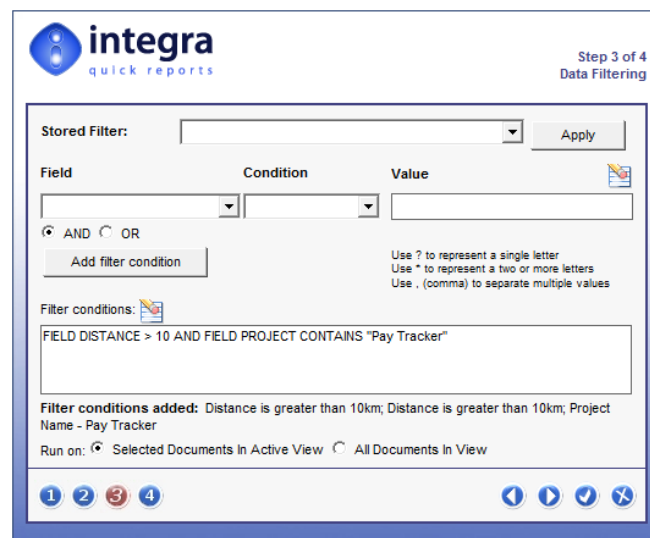 integra
quick reports
Step 3 of 4
Data Filtering
Stored Filter:
Apply
Field Condition Value
AND OR
Add filter condition
Use ? to represent a single letter
Use * to represent a two or more letters
Use , (comma) to separate multiple values
Filter conditions:
FIELD DISTANCE > 10 AND FIELD PROJECT CONTAINS "Pay Tracker"
Filter conditions added: Distance is greater than 10km; Distance is greater than 10km; Project
Name - Pay Tracker
Run on: Selected Documents In Active View All Documents In View
1 2 3 4